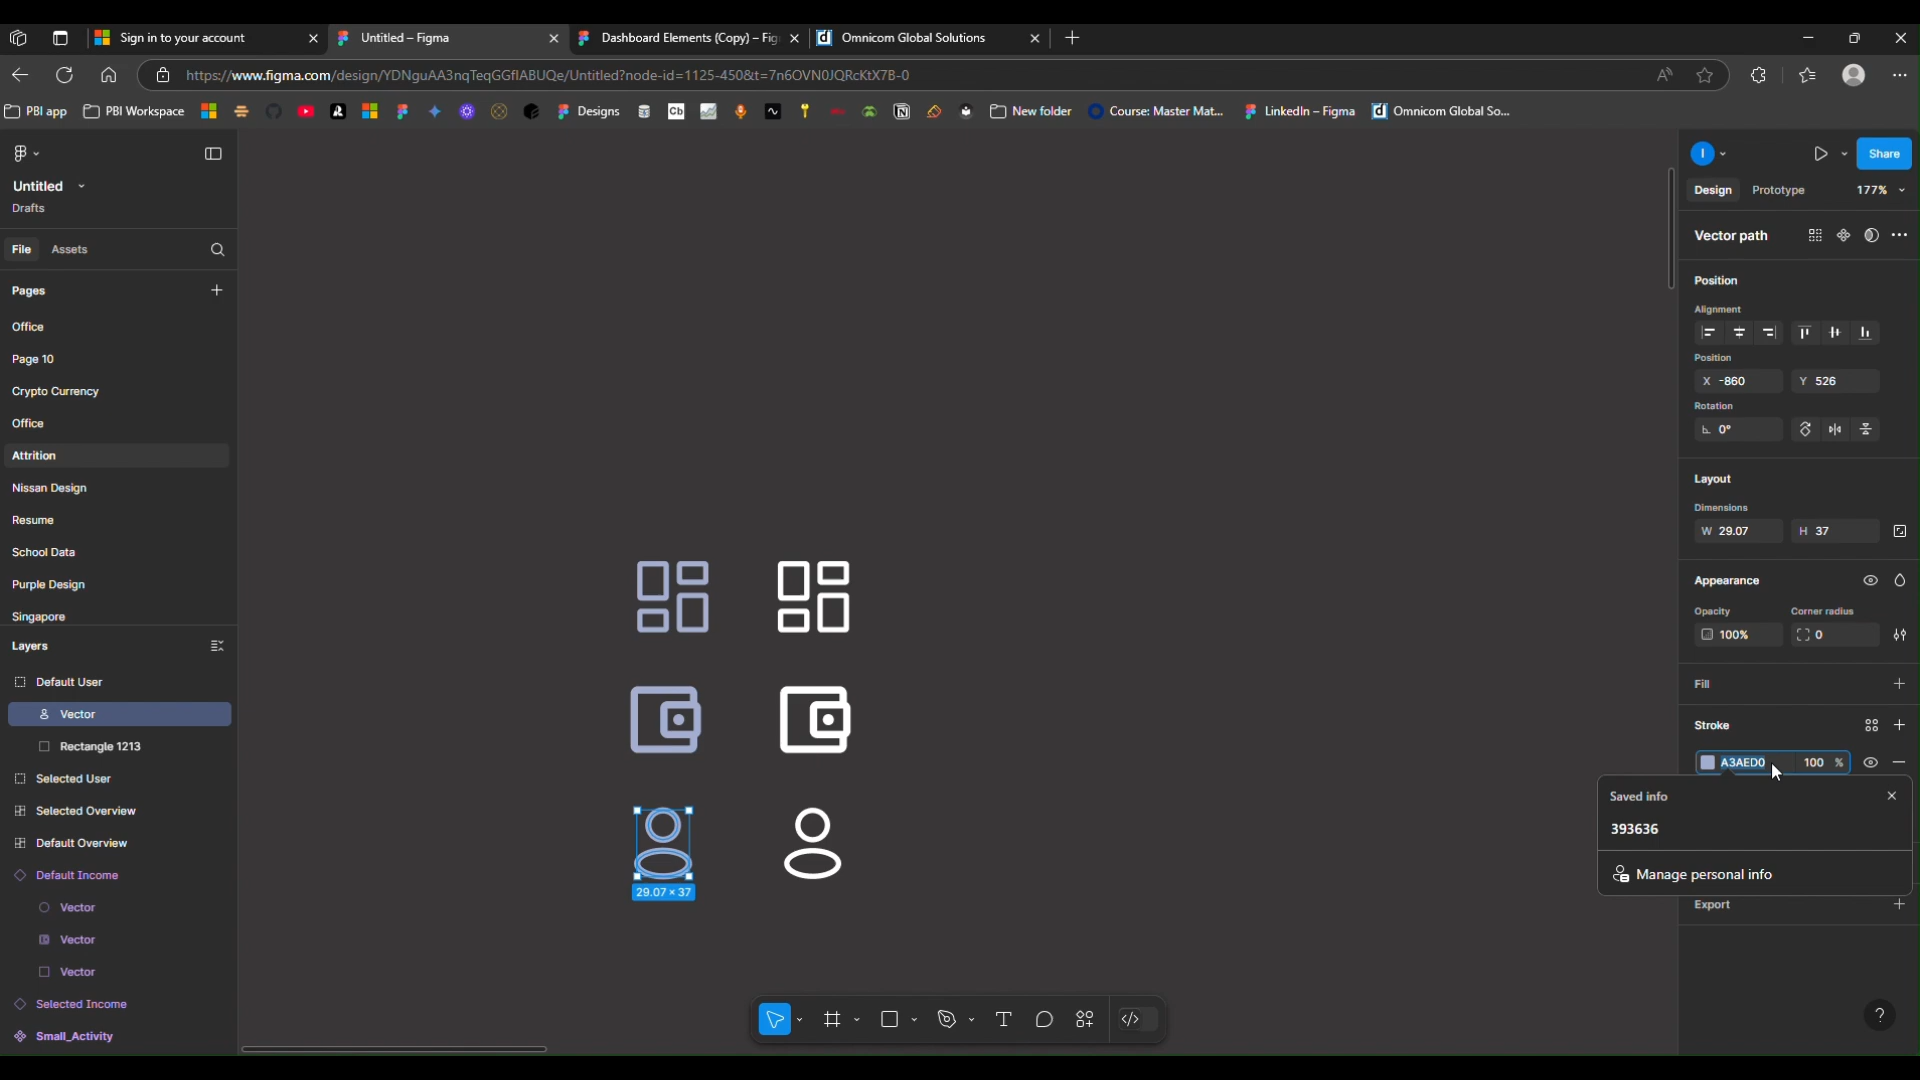 Sign in to your account
Untitled – Figma
Dashboard Elements (Copy) – Fig
Omnicom Global Solutions
https://www.figma.com/design/YDNguAA3nqTeqGGflABUQe/Untitled?node-id=1125-450&t=7n6OVN0JQRcKtX7B-0
PBI app
PBI Workspace
Designs
Cb
New folder
Course: Master Mat...
LinkedIn – Figma
Omnicom Global So...
Untitled
Drafts
File
Assets
Pages
Office
Page 10
Crypto Currency
Office
Attrition
Nissan Design
Resume
School Data
Purple Design
Singapore
Layers
Default User
Vector
Rectangle 1213
Selected User
Selected Overview
Default Overview
Default Income
Vector
Vector
Vector
Selected Income
Small_Activity
29.07 × 37
I
Share
Design
Prototype
177%
Vector path
Position
Alignment
Position
X -860
Y 526
Rotation
0°
Layout
Dimensions
W 29.07
H 37
Appearance
Opacity
Corner radius
100%
0
Fill
Stroke
A3AED0
100 %
Saved info
393636
Manage personal info
Export
?